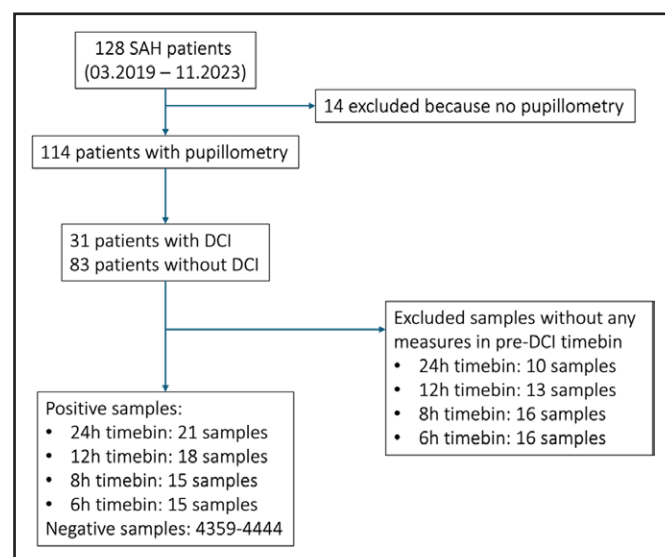 128 SAH patients
(03.2019 – 11.2023)
14 excluded because no pupillometry
114 patients with pupillometry
31 patients with DCI
83 patients without DCI
Excluded samples without any
measures in pre-DCI timebin
• 24h timebin: 10 samples
• 12h timebin: 13 samples
• 8h timebin: 16 samples
• 6h timebin: 16 samples
Positive samples:
• 24h timebin: 21 samples
• 12h timebin: 18 samples
• 8h timebin: 15 samples
• 6h timebin: 15 samples
Negative samples: 4359-4444